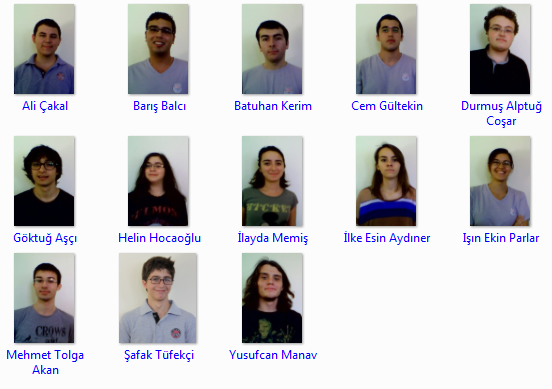 Ali Çakal
Barış Balcı
Batuhan Kerim
Cem Gültekin
Durmuş Alptuğ
Coşar
Göktuğ Aşçı
Helin Hocaoğlu
İlayda Memiş
İlke Esin Aydıner
Işın Ekin Parlar
CROWS
Mehmet Tolga
Akan
Şafak Tüfekçi
Yusufcan Manav